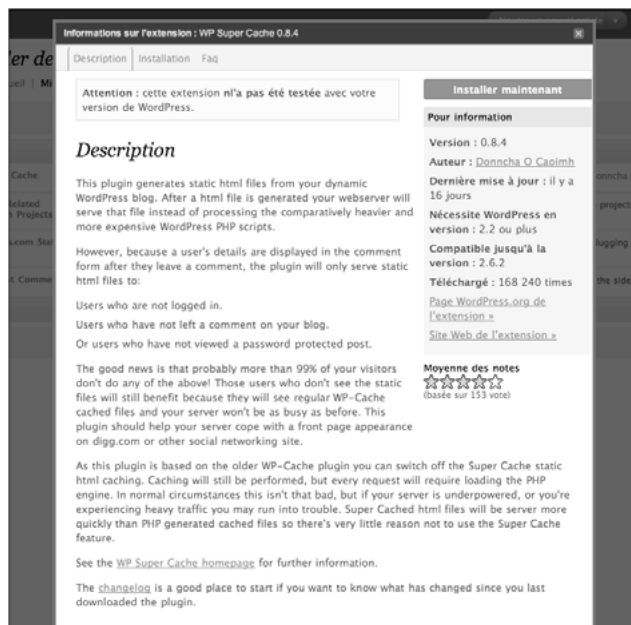 Informations sur l'extension : WP Super Cache 0.8.4
er de
Mi
Cache
Related
s Projects
Description Installation Faq
Attention : cette extension nl'a pas été testée avec votre
version de WordPress.
Description
This plugin generates static html files from your dynamic
WordPress blog. After a html file is generated your webserver will
serve that file instead of processing the comparatively heavier and
more expensive WordPress PHP scripts.
However, because a user's details are displayed in the comment
form after they leave a comment, the plugin will only serve static
html files to:
Users who are not logged in.
Users who have not left a comment on your blog.
Or users who have not viewed a password protected post.
The good news is that probably more than 99% of your visitors
don't do any of the above! Those users who don't see the static
files will still benefit because they will see regular WP-Cache
cached files and your server won't be as busy as before. This
plugin should help your server cope with a front page appearance
on digg.com or other social networking site.
Installer maintenant
Pour information
Version : 0.8.4
Auteur : Donncha O Caoimh
Dernière mise à jour : il y a
16 jours
Nécessite WordPress en
version : 2.2 ou plus
Compatible jusqu'à la
version : 2.6.2
Téléchargé : 168 240 times
Page WordPress.org de
l'extension »
Site Web de l'extension »
Moyenne des notes
(basée sur 153 vote)
As this plugin is based on the older WP-Cache plugin you can switch off the Super Cache static
html caching. Caching will still be performed, but every request will require loading the PHP
engine. In normal circumstances this isn't that bad, but if your server is underpowered, or you're
experiencing heavy traffic you may run into trouble. Super Cached html files will be server more
quickly than PHP generated cached files so there's very little reason not to use the Super Cache
feature.
See the WP Super Cache homepage for further information.
The changelog is a good place to start if you want to know what has changed since you last
downloaded the plugin.